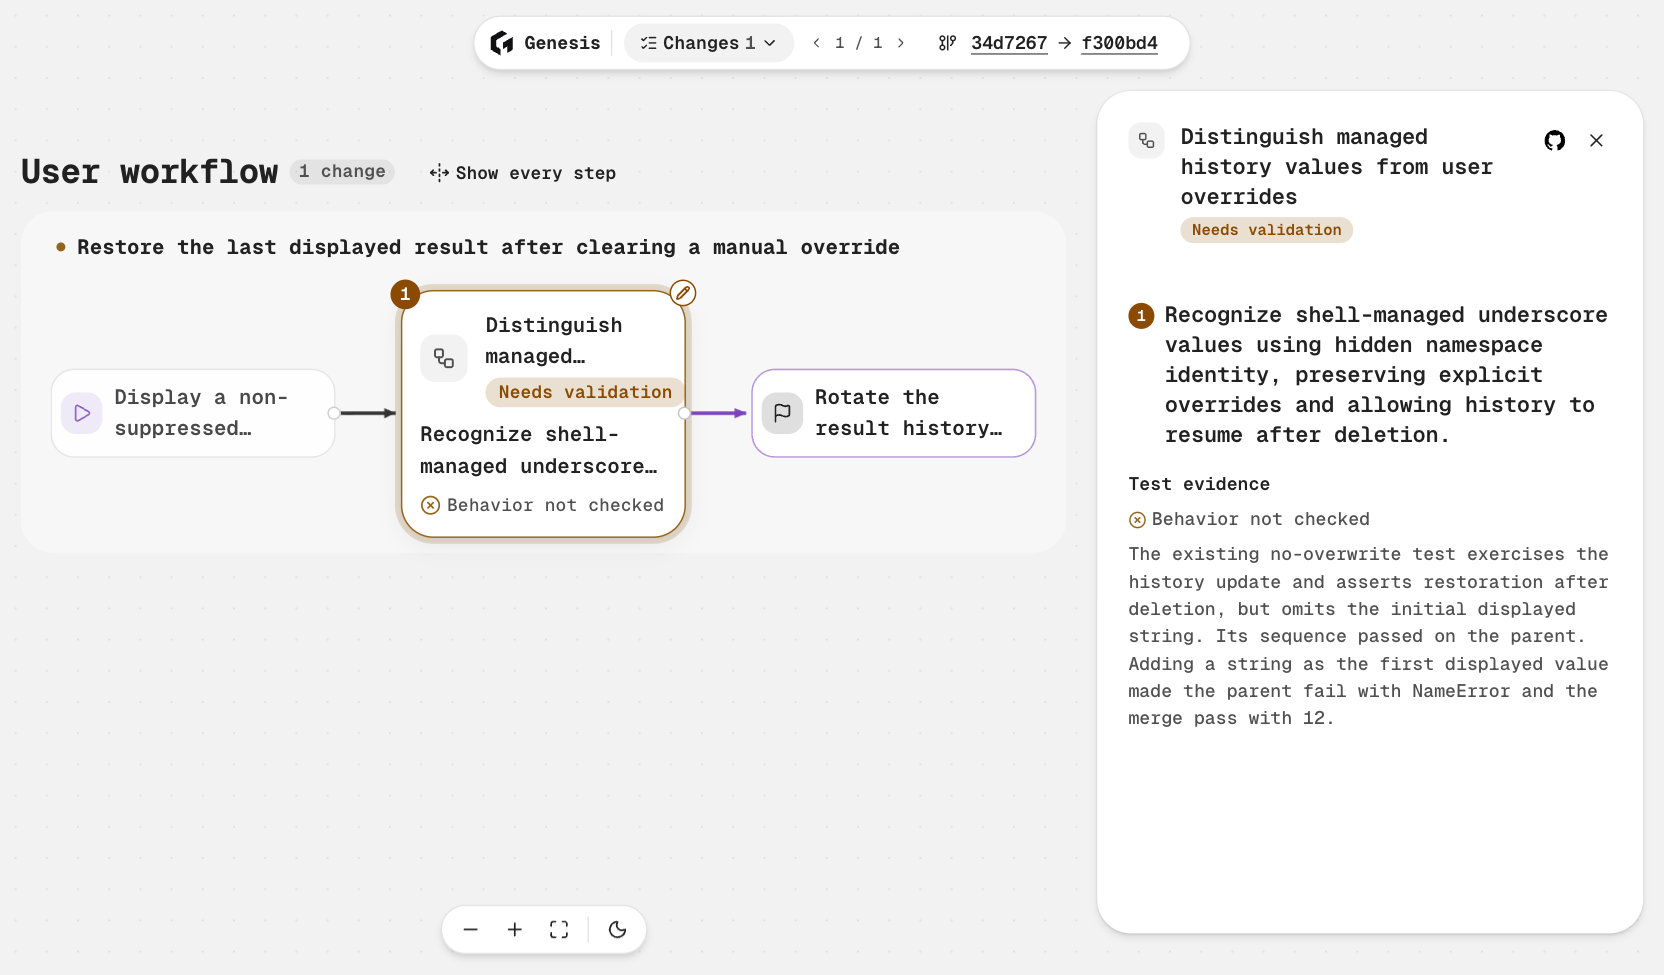 Genesis
Changes 1
1 / 1
34d7267 → f300bd4
User workflow
1 change
Show every step
Restore the last displayed result after clearing a manual override
Display a non-
suppressed…
1
Distinguish
managed…
Needs validation
Recognize shell-
managed underscore…
Behavior not checked
Rotate the
result history…
Distinguish managed
history values from user
overrides
Needs validation
1
Recognize shell-managed underscore
values using hidden namespace
identity, preserving explicit
overrides and allowing history to
resume after deletion.
Test evidence
Behavior not checked
The existing no-overwrite test exercises the
history update and asserts restoration after
deletion, but omits the initial displayed
string. Its sequence passed on the parent.
Adding a string as the first displayed value
made the parent fail with NameError and the
merge pass with 12.